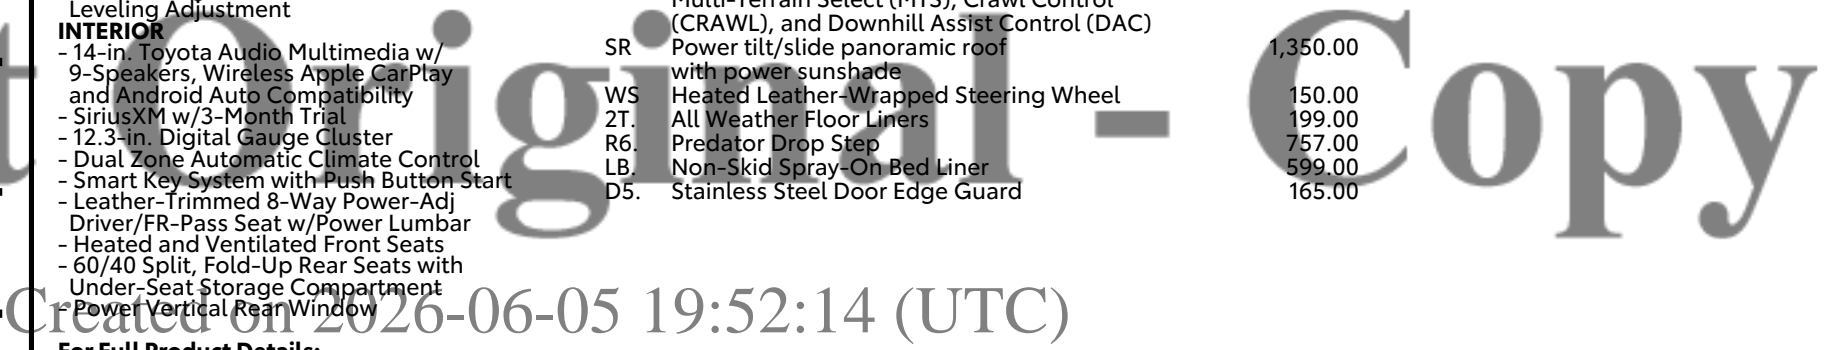 Leveling Adjustment
INTERIOR
- 14-in. Toyota Audio Multimedia w/
9-Speakers, Wireless Apple CarPlay
and Android Auto Compatibility
- SiriusXM w/3-Month Trial
- 12.3-in. Digital Gauge Cluster
- Dual Zone Automatic Climate Control
- Smart Key System with Push Button Start
- Leather-Trimmed 8-Way Power-Adj
Driver/FR-Pass Seat w/Power Lumbar
- Heated and Ventilated Front Seats
- 60/40 Split, Fold-Up Rear Seats with
Under-Seat Storage Compartment
- Power Vertical Rear Window
For Full Product Details:
Multi-Terrain Select (MTS), Crawl Control
(CRAWL), and Downhill Assist Control (DAC)
SR Power tilt/slide panoramic roof 1,350.00
with power sunshade
WS Heated Leather-Wrapped Steering Wheel 150.00
2T. All Weather Floor Liners 199.00
R6. Predator Drop Step 757.00
LB. Non-Skid Spray-On Bed Liner 599.00
D5. Stainless Steel Door Edge Guard 165.00
t Original - Copy
Created on 2026-06-05 19:52:14 (UTC)